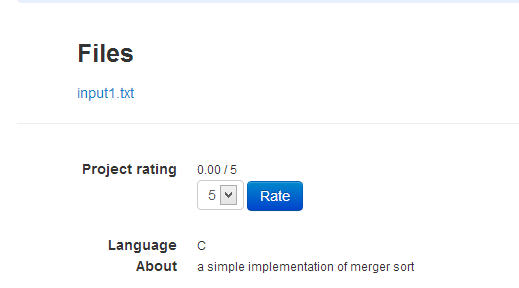 Files
input1.txt
Project rating 0.00 / 5
5 Rate
Language C
About a simple implementation of merger sort